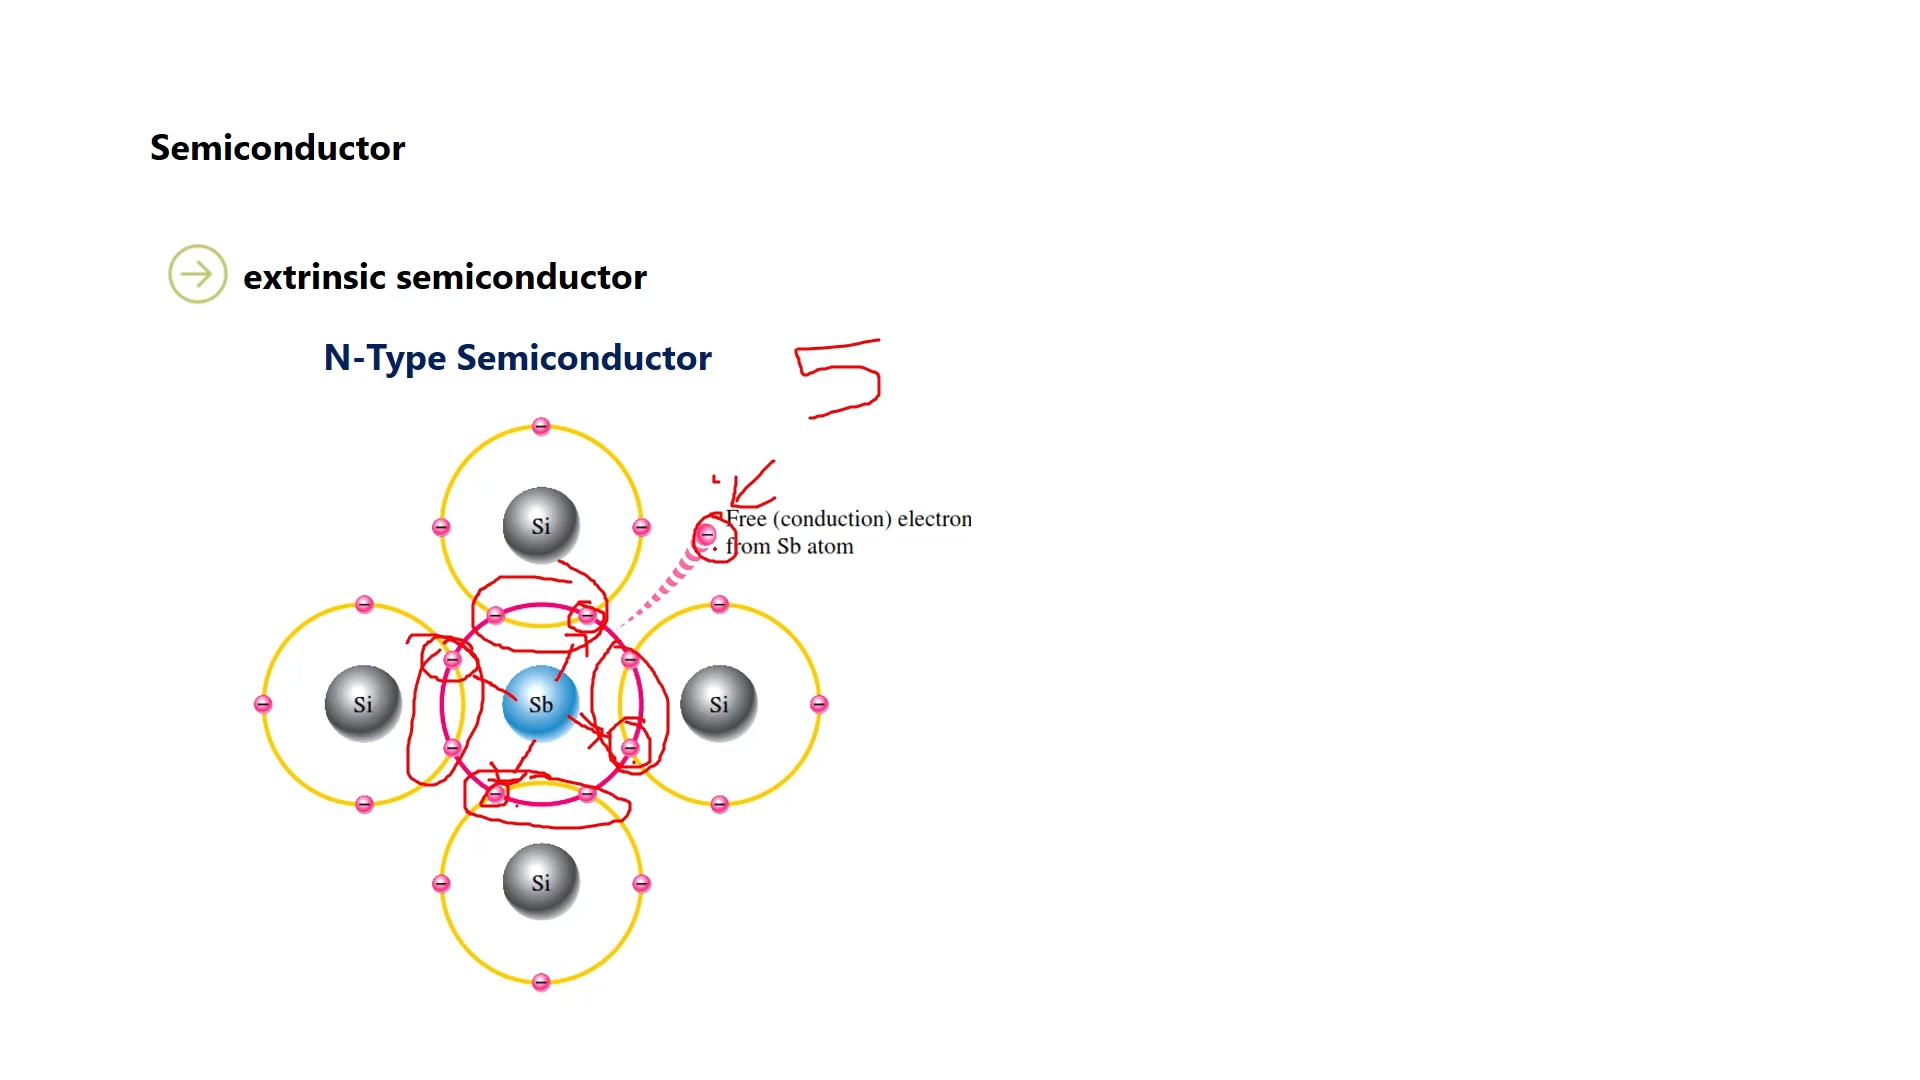 Semiconductor
extrinsic semiconductor
N-Type Semiconductor
5
Si
Free (conduction) electron
from Sb atom
Si
Sb
Si
Si